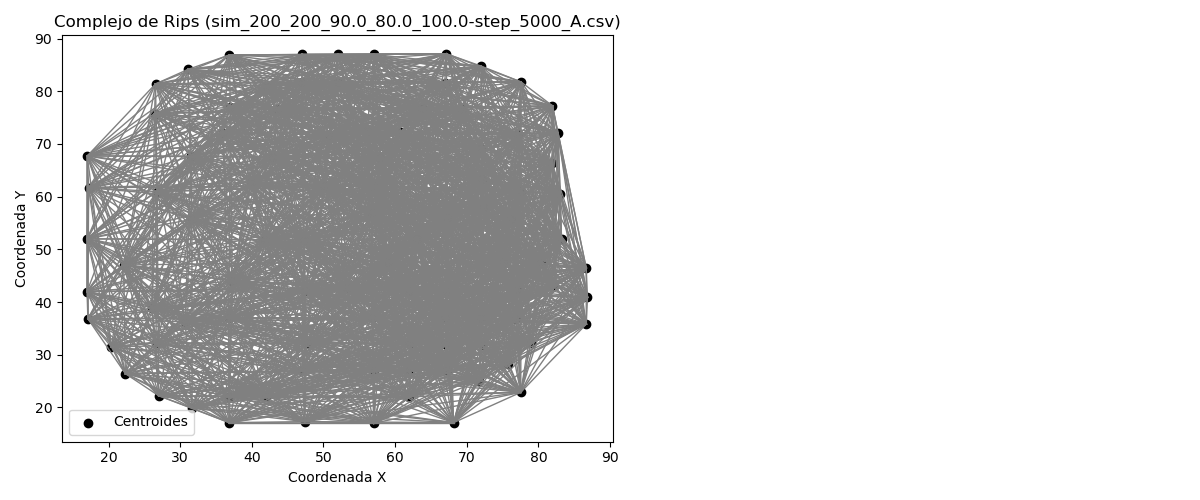 Complejo de Rips (sim_200_200_90.0_80.0_100.0-step_5000_A.csv)
90
80
70
60
50
40
30
20
Coordenada Y
Centroides
20 30 40 50 60 70 80 90
Coordenada X